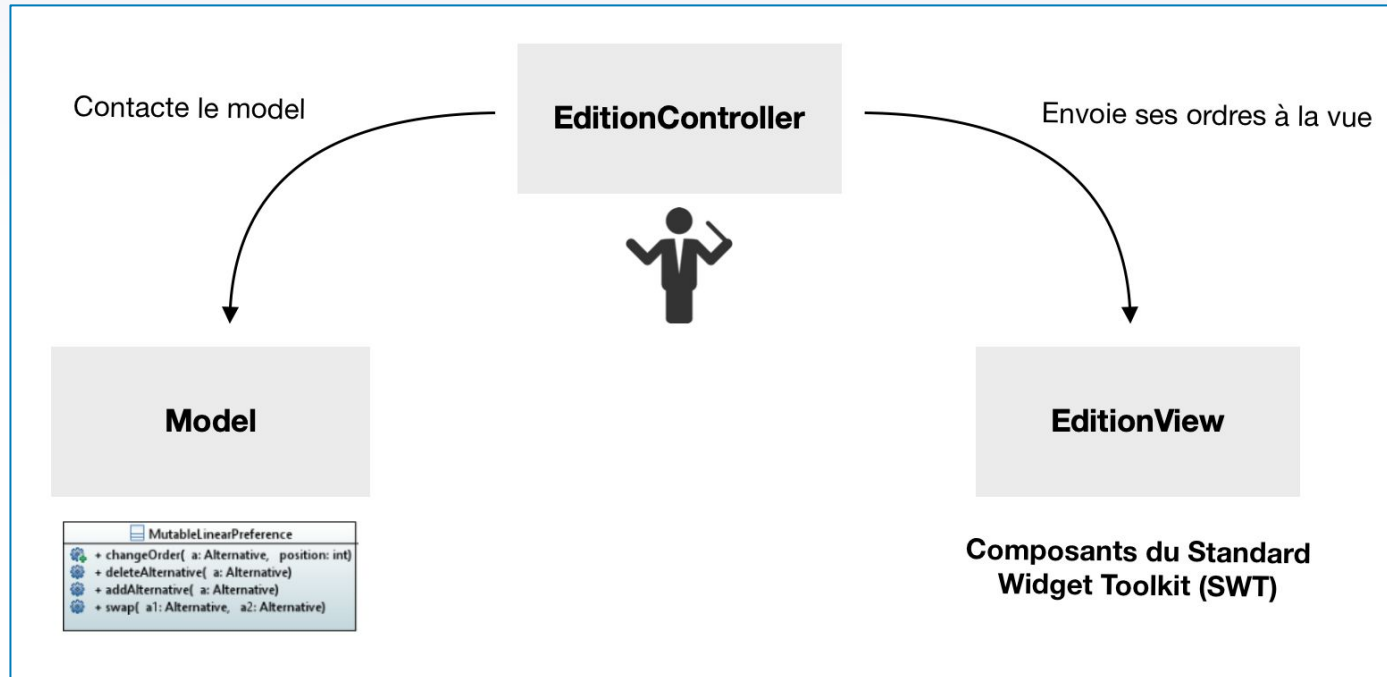 EditionController
Contacte le model
Envoie ses ordres à la vue
Model
EditionView
MutableLinearPreference
+ changeOrder( a: Alternative, position: int)
+ deleteAlternative( a: Alternative)
+ addAlternative( a: Alternative)
+ swap( a1: Alternative, a2: Alternative)
Composants du Standard
Widget Toolkit (SWT)